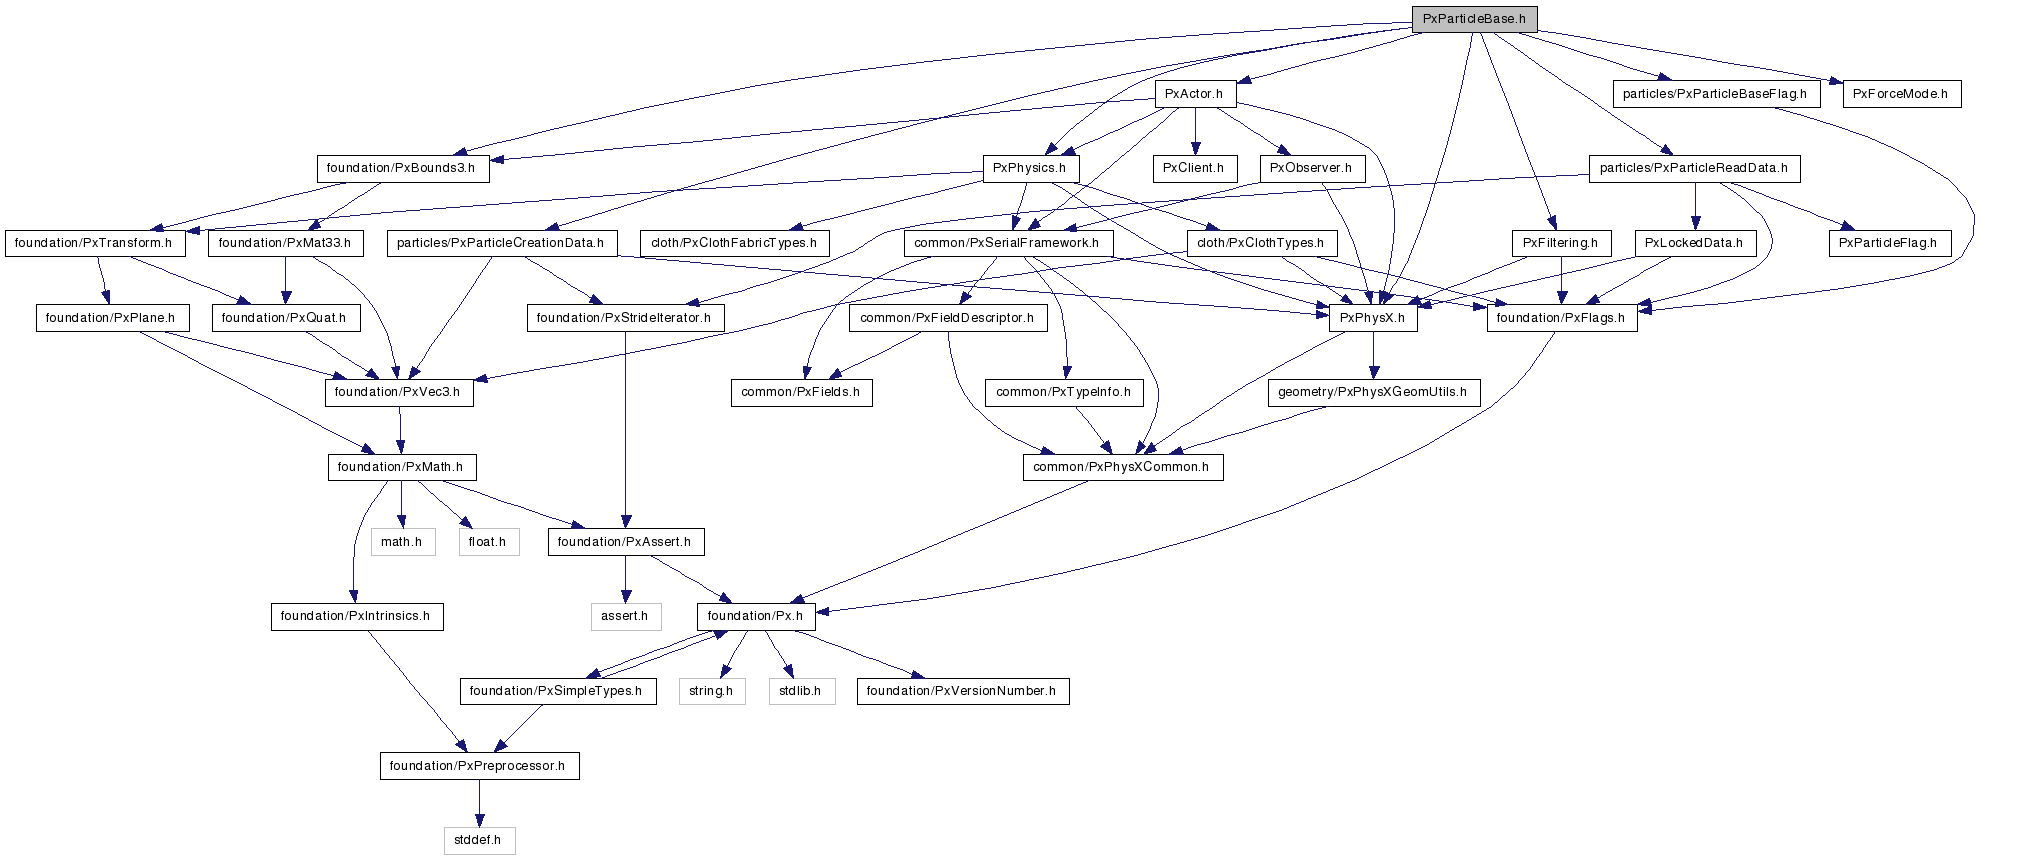 PxParticleBase.h
PxActor.h
particles/PxParticleBaseFlag.h
PxForceMode.h
foundation/PxBounds3.h
PxPhysics.h
PxClient.h
PxObserver.h
particles/PxParticleReadData.h
foundation/PxTransform.h
foundation/PxMat33.h
particles/PxParticleCreationData.h
cloth/PxClothFabricTypes.h
common/PxSerialFramework.h
cloth/PxClothTypes.h
PxFiltering.h
PxLockedData.h
PxParticleFlag.h
foundation/PxPlane.h
foundation/PxQuat.h
foundation/PxStrideIterator.h
common/PxFieldDescriptor.h
PxPhysX.h
foundation/PxFlags.h
foundation/PxVec3.h
common/PxFields.h
common/PxTypeInfo.h
geometry/PxPhysXGeomUtils.h
foundation/PxMath.h
common/PxPhysXCommon.h
math.h
float.h
foundation/PxAssert.h
foundation/PxIntrinsics.h
assert.h
foundation/Px.h
foundation/PxSimpleTypes.h
string.h
stdlib.h
foundation/PxVersionNumber.h
foundation/PxPreprocessor.h
stddef.h